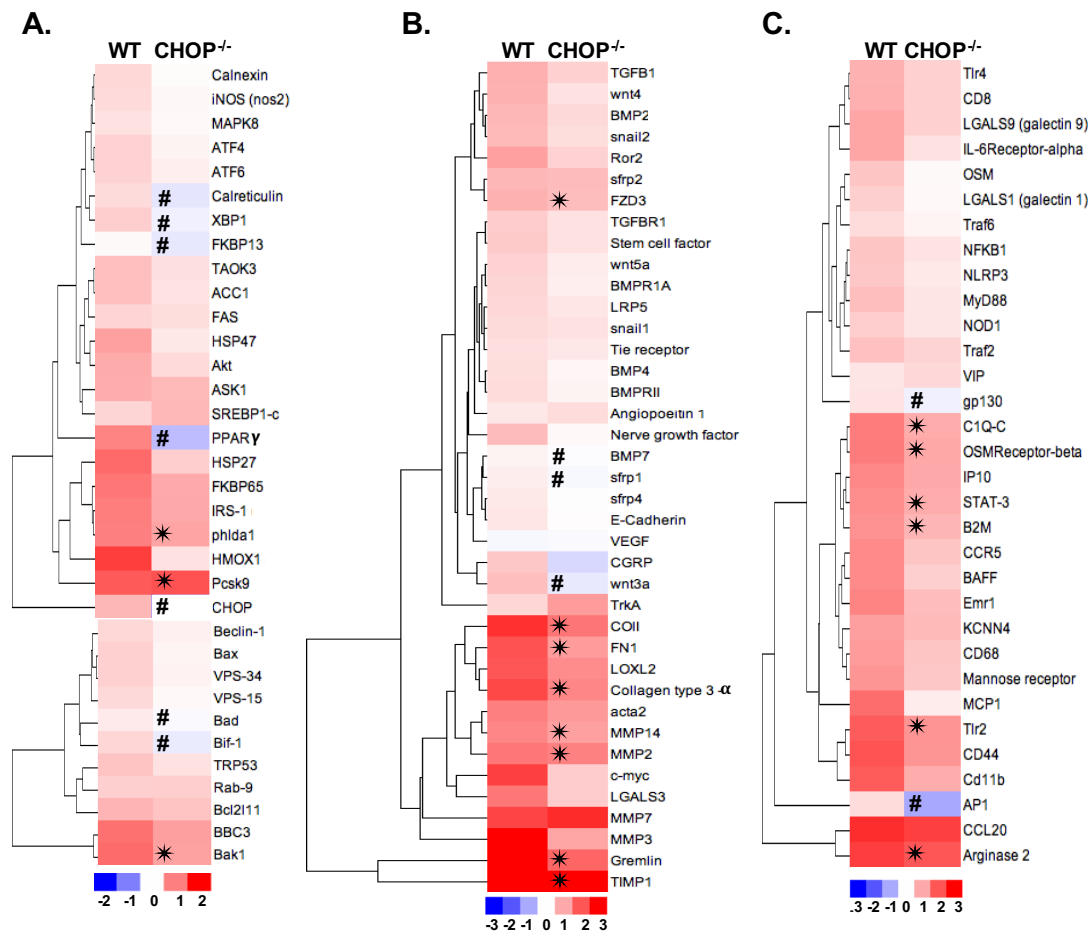 A.
WT CHOP-/-
Calnexin
iNOS (nos2)
MAPK8
ATF4
ATF6
# Calreticulin
# XBP1
# FKBP13
TAOK3
ACC1
FAS
HSP47
Akt
ASK1
SREBP1-c
# PPARγ
HSP27
FKBP65
IRS-1
phlda1
HMOX1
Pcsk9
# CHOP
Beclin-1
Bax
VPS-34
VPS-15
# Bad
# Bif-1
TRP53
Rab-9
Bcl2l11
BBC3
Bak1
-2 -1 0 1 2
B.
WT CHOP-/-
TGFB1
wnt4
BMP2
snail2
Ror2
sfrp2
FZD3
TGFBR1
Stem cell factor
wnt5a
BMPR1A
LRP5
snail1
Tie receptor
BMP4
BMPRII
Angiopoeitin 1
Nerve growth factor
# BMP7
# sfrp1
sfrp4
E-Cadherin
VEGF
CGRP
# wnt3a
TrkA
COII
FN1
LOXL2
Collagen type 3-α
acta2
MMP14
MMP2
c-myc
LGALS3
MMP7
MMP3
Gremlin
TIMP1
-3 -2 -1 0 1 2 3
C.
WT CHOP-/-
Tlr4
CD8
LGALS9 (galectin 9)
IL-6Receptor-alpha
OSM
LGALS1 (galectin 1)
Traf6
NFKB1
NLRP3
MyD88
NOD1
Traf2
VIP
# gp130
C1Q-C
OSMReceptor-beta
IP10
STAT-3
B2M
CCR5
BAFF
Emr1
KCNN4
CD68
Mannose receptor
MCP1
Tlr2
CD44
Cd11b
# AP1
CCL20
Arginase 2
.3 -2 -1 0 1 2 3